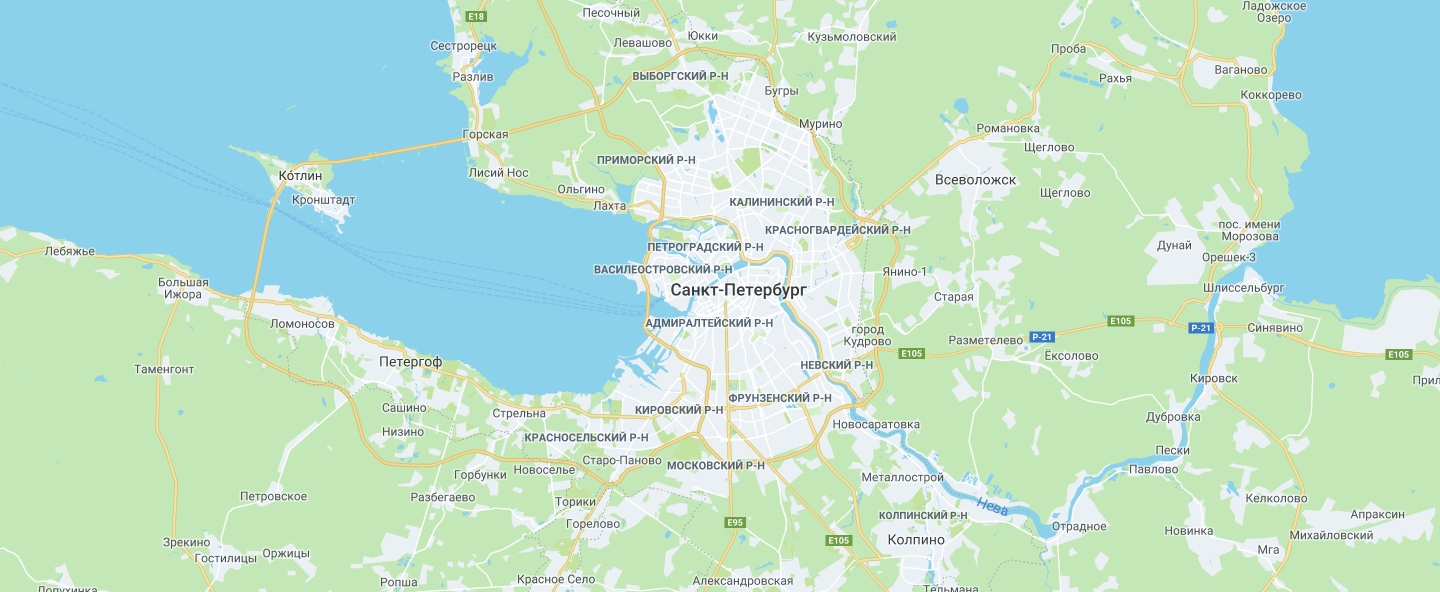 Ладожское
Озеро
E18
Песочный
Левашово
Юкки
Кузьмоловский
Сестрорецк
Проба
Разлив
ВЫБОРГСКИЙ Р-Н
Рахья
Ваганово
Бугры
Коккорево
Горская
Мурино
Романовка
Щеглово
ПРИМОРСКИЙ Р-Н
Котлин
Лисий Нос
Всеволожск
Кронштадт
Ольгино
Щеглово
Лахта
КАЛИНИНСКИЙ Р-Н
КРАСНОГВАРДЕЙСКИЙ Р-Н
пос. имени
Морозова
Лебяжье
ПЕТРОГРАДСКИЙ Р-Н
Дунай
Орешек-3
ВАСИЛЕОСТРОВСКИЙ Р-Н
Янино-1
Большая
Ижора
Санкт-Петербург
Старая
Шлиссельбург
Ломоносов
АДМИРАЛТЕЙСКИЙ Р-Н
город
Кудрово
E105
P-21
Синявино
Разметелево
P-21
E105
E105
Ёксолово
Петергоф
Таменгонт
НЕВСКИЙ Р-Н
Кировск
Прил
Сашино
Стрельна
КИРОВСКИЙ Р-Н
ФРУНЗЕНСКИЙ Р-Н
Дубровка
Низино
КРАСНОСЕЛЬСКИЙ Р-Н
Новосаратовка
Пески
Старо-Паново
МОСКОВСКИЙ Р-Н
Павлово
Горбунки
Новоселье
Металлострой
Петровское
Разбегаево
Торики
Нева
Келколово
Горелово
E95
КОЛПИНСКИЙ Р-Н
Отрадное
Апраксин
Зрекино
E105
Колпино
Новинка
Михайловский
Гостилицы
Оржицы
Мга
Ропша
Красное Село
Александровская
Тельмана
Лопухинка